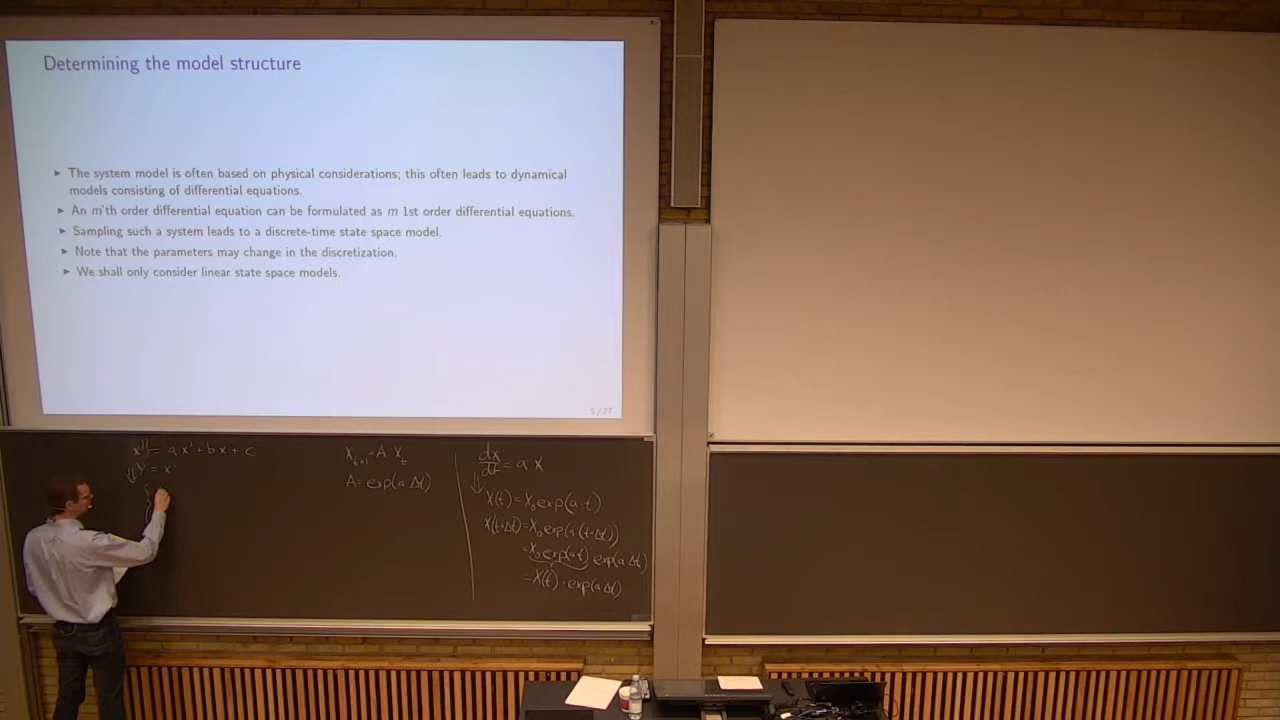 Determining the model structure
▶ The system model is often based on physical considerations; this often leads to dynamical
models consisting of differential equations.
▶ An m'th order differential equation can be formulated as m 1st order differential equations.
▶ Sampling such a system leads to a discrete-time state space model.
▶ Note that the parameters may change in the discretization.
▶ We shall only consider linear state space models.
5 / 27
x'' = a x' + b x + c
⇓ y = x'
{
X_{t+1} = A X_t
A = exp(a Δt)
dx/dt = a x
⇓ X(t) = X_0 exp(a·t)
X(t+Δt) = X_0 exp(a(t+Δt))
= X_0 exp(a·t) exp(a Δt)
= X(t) · exp(a Δt)